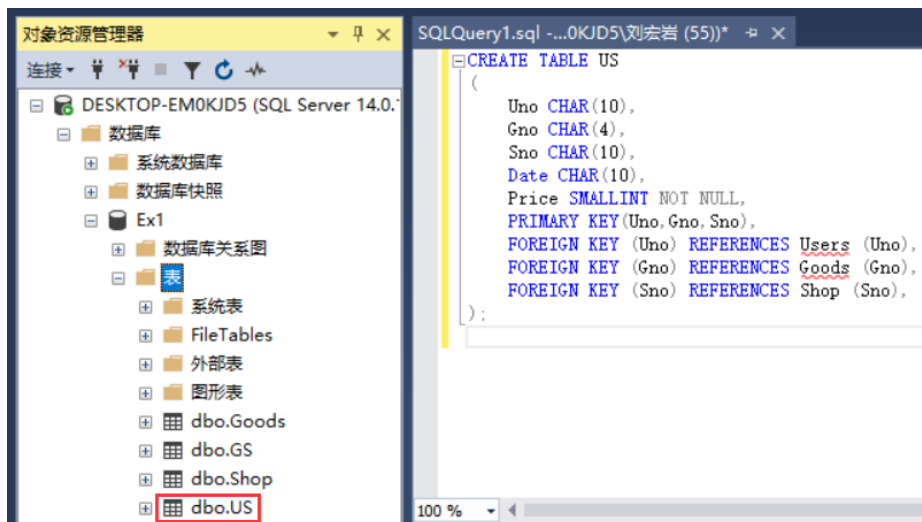 对象资源管理器
连接
DESKTOP-EM0KJD5 (SQL Server 14.0.
数据库
系统数据库
数据库快照
Ex1
数据库关系图
表
系统表
FileTables
外部表
图形表
dbo.Goods
dbo.GS
dbo.Shop
dbo.US
SQLQuery1.sql -...0KJD5\刘宏岩 (55))*
CREATE TABLE US
(
Uno CHAR(10),
Gno CHAR(4),
Sno CHAR(10),
Date CHAR(10),
Price SMALLINT NOT NULL,
PRIMARY KEY(Uno,Gno,Sno),
FOREIGN KEY (Uno) REFERENCES Users (Uno),
FOREIGN KEY (Gno) REFERENCES Goods (Gno),
FOREIGN KEY (Sno) REFERENCES Shop (Sno),
);
100 %